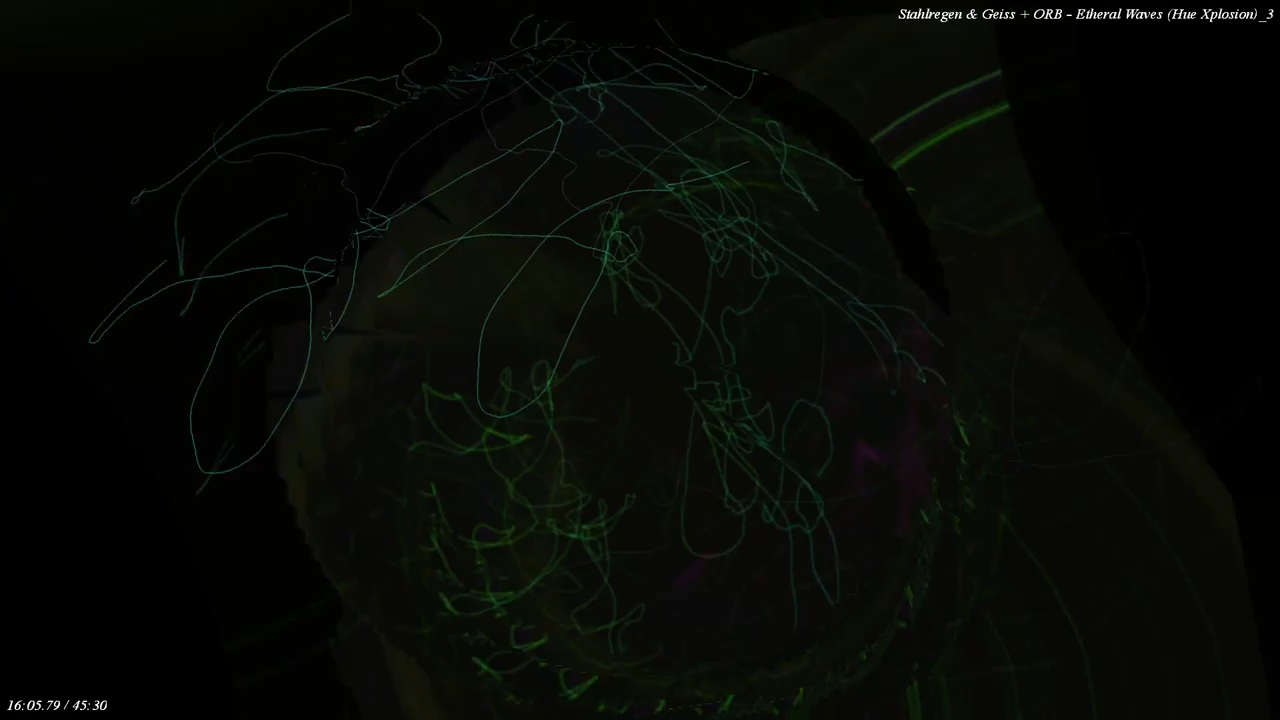 Stahlregen & Geiss + ORB - Etheral Waves (Hue Xplosion)_3
16:05.79 / 45:30